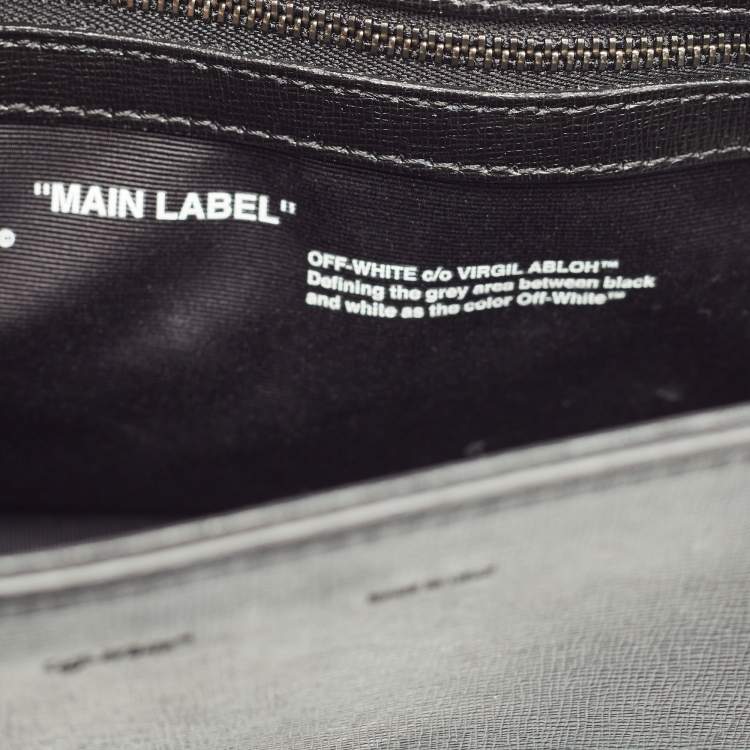 "MAIN LABEL"
OFF-WHITE c/o VIRGIL ABLOH™
Defining the grey area between black
and white as the color Off-White™